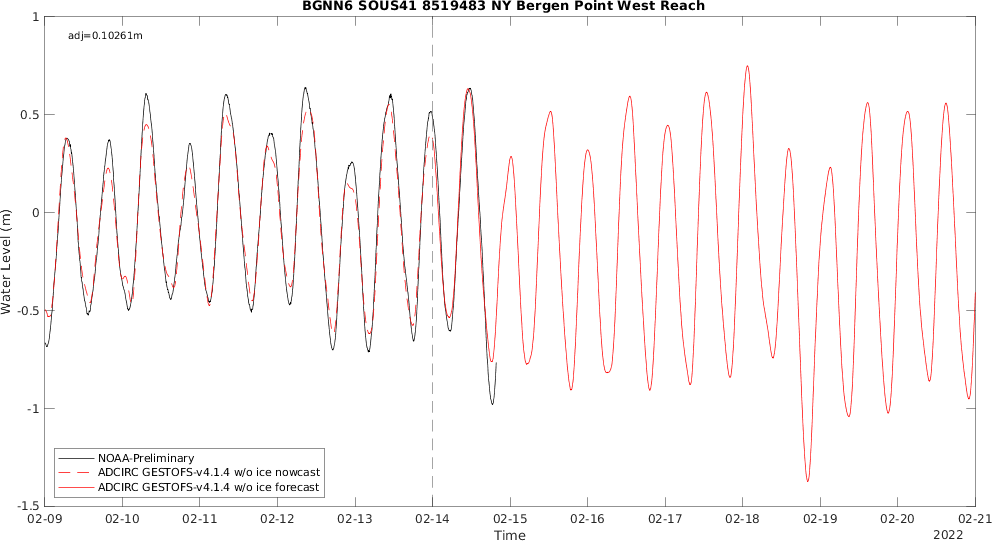 BGNN6 SOUS41 8519483 NY Bergen Point West Reach
adj=0.10261m
Water Level (m)
1
0.5
0
-0.5
-1
-1.5
NOAA-Preliminary
ADCIRC GESTOFS-v4.1.4 w/o ice nowcast
ADCIRC GESTOFS-v4.1.4 w/o ice forecast
02-09 02-10 02-11 02-12 02-13 02-14 02-15 02-16 02-17 02-18 02-19 02-20 02-21
Time
2022